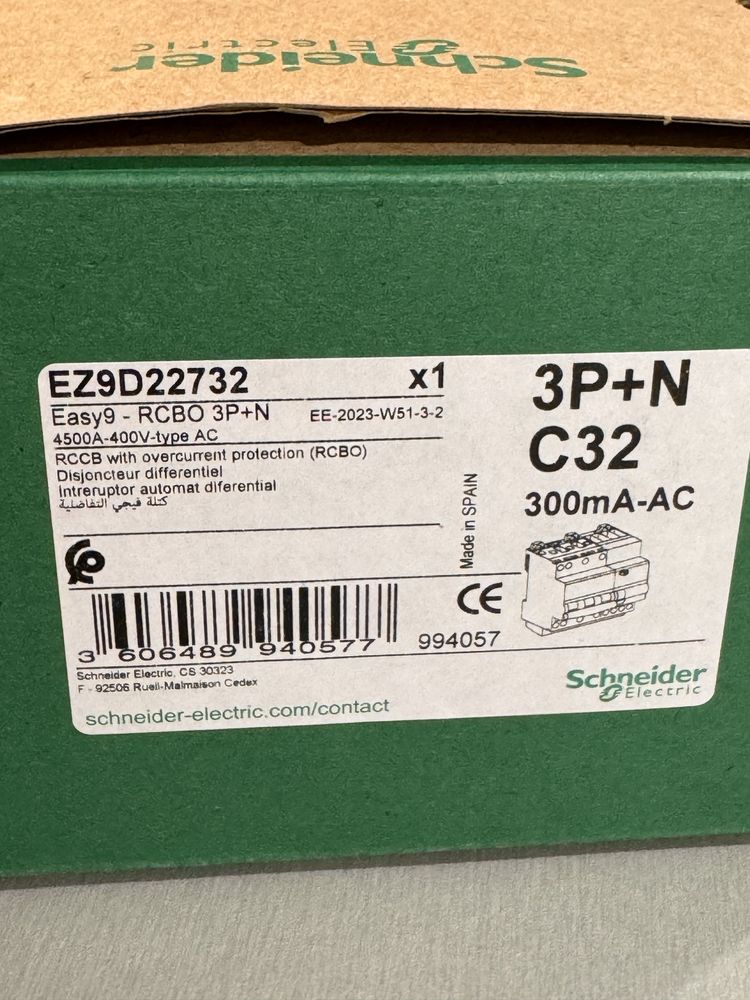 Schneider
Electric
EZ9D22732 x1
Easy9 - RCBO 3P+N EE-2023-W51-3-2
4500A-400V-type AC
RCCB with overcurrent protection (RCBO)
Disjoncteur differentiel
Intreruptor automat diferential
كتلة فيجي التفاضلية
3P+N
C32
300mA-AC
Made in SPAIN
CE
3 606489 940577 994057
Schneider Electric, CS 30323
F - 92506 Rueil-Malmaison Cedex
schneider-electric.com/contact
Schneider
Electric